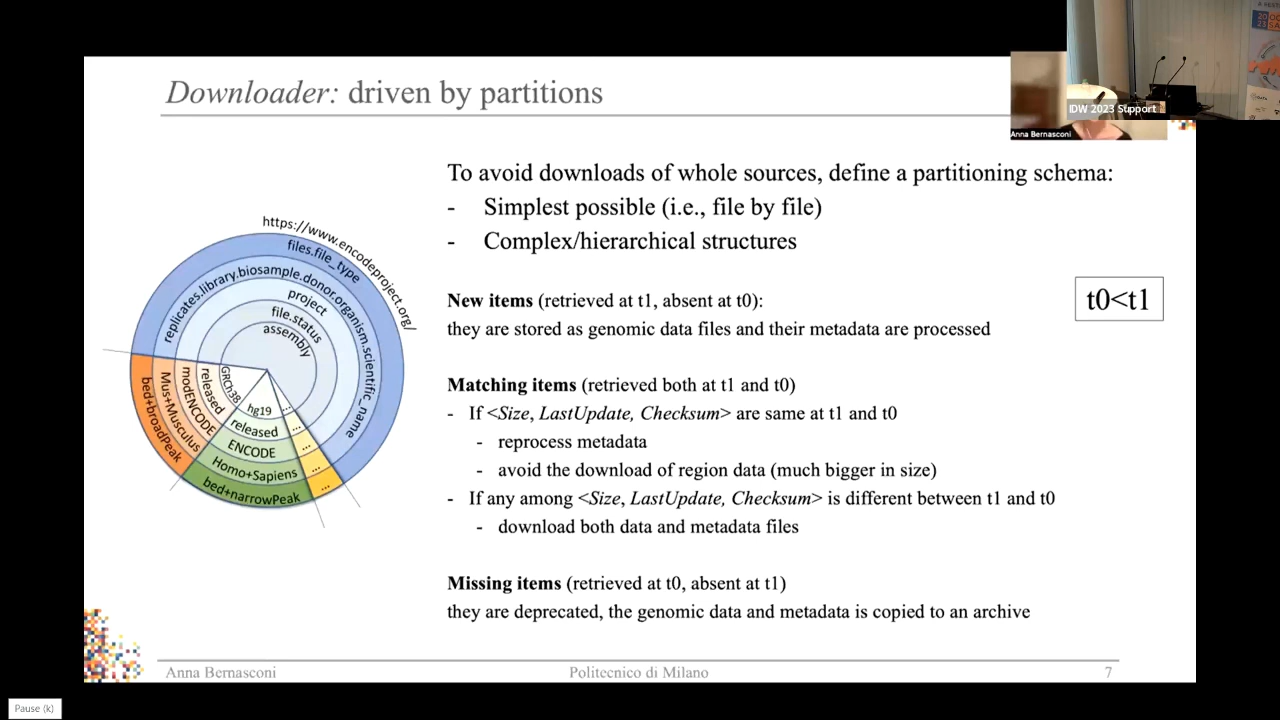 Downloader: driven by partitions
IDW 2023 Support
Anna Bernasconi
To avoid downloads of whole sources, define a partitioning schema:
- Simplest possible (i.e., file by file)
- Complex/hierarchical structures
https://www.encodeproject.org/
files.file_type
replicates.library.biosample.donor.organism.scientific_name
project
file.status
assembly
GRCh38
released
modENCODE
Mus+Musculus
bed+broadPeak
hg19
released
ENCODE
Homo+Sapiens
bed+narrowPeak
...
...
...
...
...
t0<t1
New items (retrieved at t1, absent at t0):
they are stored as genomic data files and their metadata are processed
Matching items (retrieved both at t1 and t0)
- If <Size, LastUpdate, Checksum> are same at t1 and t0
- reprocess metadata
- avoid the download of region data (much bigger in size)
- If any among <Size, LastUpdate, Checksum> is different between t1 and t0
- download both data and metadata files
Missing items (retrieved at t0, absent at t1)
they are deprecated, the genomic data and metadata is copied to an archive
Anna Bernasconi
Politecnico di Milano
7
Pause (k)